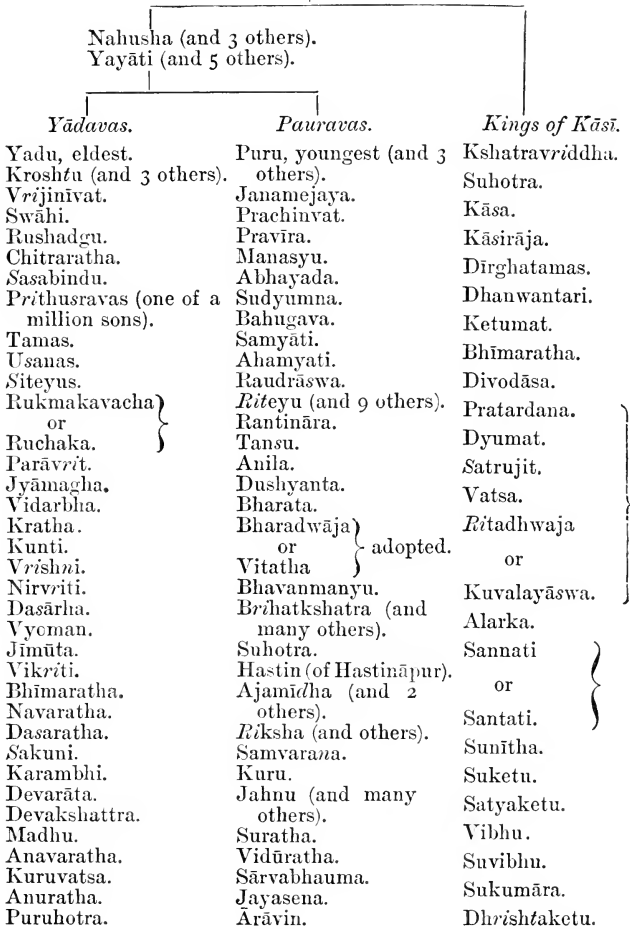 Nahusha (and 3 others).
Yayāti (and 5 others).
Yādavas.
Yadu, eldest.
Kroshtu (and 3 others).
Vrijinīvat.
Swāhi.
Rushadgu.
Chitraratha.
Sasabindu.
Prithusravas (one of a
million sons).
Tamas.
Usanas.
Siteyus.
Rukmakavacha
or
Ruchaka.
Parāvrit.
Jyāmagha.
Vidarbha.
Kratha.
Kunti.
Vrishni.
Nirvriti.
Dasārha.
Vyoman.
Jīmūta.
Vikriti.
Bhīmaratha.
Navaratha.
Dasaratha.
Sakuni.
Karambhi.
Devarāta.
Devakshattra.
Madhu.
Anavaratha.
Kuruvatsa.
Anuratha.
Puruhotra.
Pauravas.
Puru, youngest (and 3
others).
Janamejaya.
Prachinvat.
Pravīra.
Manasyu.
Abhayada.
Sudyumna.
Bahugava.
Samyāti.
Ahamyati.
Raudrāswa.
Riteyu (and 9 others).
Rantināra.
Tansu.
Anila.
Dushyanta.
Bharata.
Bharadwāja
or
adopted.
Vitatha
Bhavanmanyu.
Brihatkshatra (and
many others).
Suhotra.
Hastin (of Hastināpur).
Ajamīdha (and 2
others).
Riksha (and others).
Samvarana.
Kuru.
Jahnu (and many
others).
Suratha.
Vidūratha.
Sārvabhauma.
Jayasena.
Ārāvin.
Kings of Kāsī.
Kshatravriddha.
Suhotra.
Kāsa.
Kāsirāja.
Dīrghatamas.
Dhanwantari.
Ketumat.
Bhīmaratha.
Divodāsa.
Pratardana.
Dyumat.
Satrujit.
Vatsa.
Ritadhwaja
or
Kuvalayāswa.
Alarka.
Sannati
or
Santati.
Sunītha.
Suketu.
Satyaketu.
Vibhu.
Suvibhu.
Sukumāra.
Dhrishtaketu.